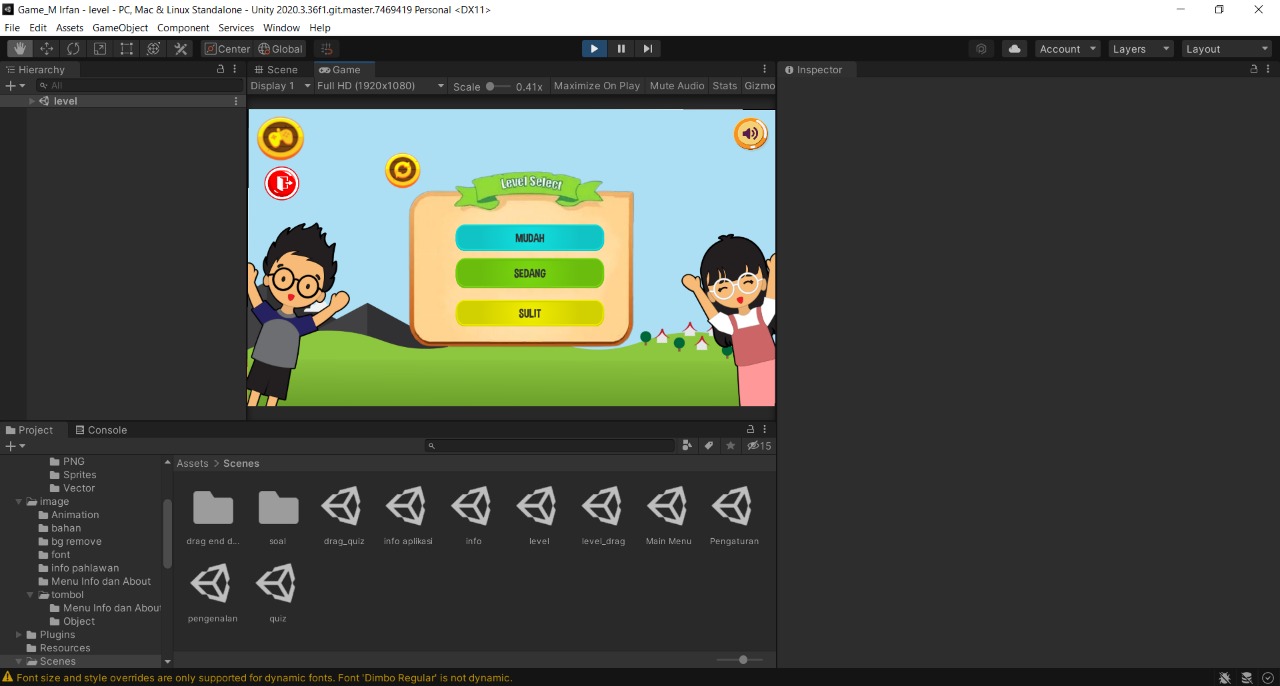 Game_M Irfan - level - PC, Mac & Linux Standalone - Unity 2020.3.36f1.git.master.7469419 Personal <DX11>
File Edit Assets GameObject Component Services Window Help
Center Global Account Layers Layout
Hierarchy Scene Game Inspector
All Display 1 Full HD (1920x1080) Scale 0.41x Maximize On Play Mute Audio Stats Gizmo
level
Level Select
MUDAH
SEDANG
SULIT
Project Console
15
Assets > Scenes
PNG
Sprites
Vector
image
Animation
bahan
bg remove
font
info pahlawan
Menu Info dan About
tombol
Menu Info dan About
Object
Plugins
Resources
Scenes
drag end d... soal drag_quiz info aplikasi info level level_drag Main Menu Pengaturan
pengenalan quiz
Font size and style overrides are only supported for dynamic fonts. Font 'Dimbo Regular' is not dynamic.